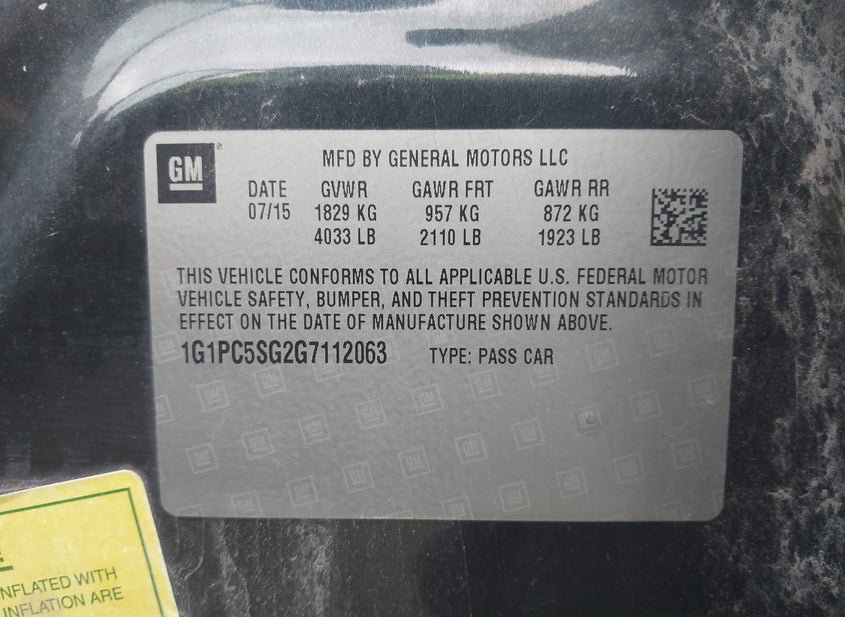 GM
MFD BY GENERAL MOTORS LLC
DATE GVWR GAWR FRT GAWR RR
07/15 1829 KG 957 KG 872 KG
4033 LB 2110 LB 1923 LB
THIS VEHICLE CONFORMS TO ALL APPLICABLE U.S. FEDERAL MOTOR
VEHICLE SAFETY, BUMPER, AND THEFT PREVENTION STANDARDS IN
EFFECT ON THE DATE OF MANUFACTURE SHOWN ABOVE.
1G1PC5SG2G7112063 TYPE: PASS CAR
NFLATED WITH
INFLATION ARE